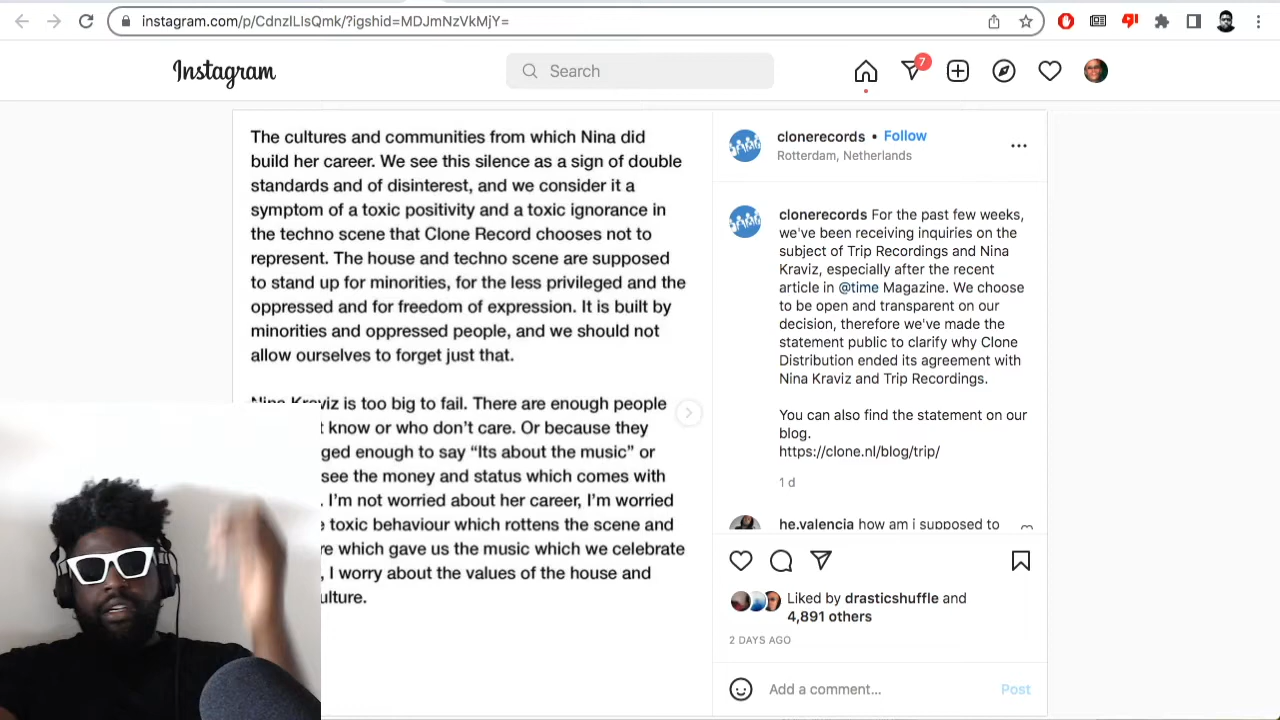 instagram.com/p/CdnzILlsQmk/?igshid=MDJmNzVkMjY=
Instagram
Search
7
The cultures and communities from which Nina did
build her career. We see this silence as a sign of double
standards and of disinterest, and we consider it a
symptom of a toxic positivity and a toxic ignorance in
the techno scene that Clone Record chooses not to
represent. The house and techno scene are supposed
to stand up for minorities, for the less privileged and the
oppressed and for freedom of expression. It is built by
minorities and oppressed people, and we should not
allow ourselves to forget just that.
Nina Kraviz is too big to fail. There are enough people
know or who don't care. Or because they
enough to say “Its about the music” or
see the money and status which comes with
. I'm not worried about her career, I'm worried
toxic behaviour which rottens the scene and
which gave us the music which we celebrate
, I worry about the values of the house and
clonerecords • Follow
Rotterdam, Netherlands
clonerecords For the past few weeks,
we've been receiving inquiries on the
subject of Trip Recordings and Nina
Kraviz, especially after the recent
article in @time Magazine. We choose
to be open and transparent on our
decision, therefore we've made the
statement public to clarify why Clone
Distribution ended its agreement with
Nina Kraviz and Trip Recordings.
You can also find the statement on our
blog.
https://clone.nl/blog/trip/
1 d
he.valencia how am i supposed to
Liked by drasticshuffle and
4,891 others
2 DAYS AGO
Add a comment...
Post